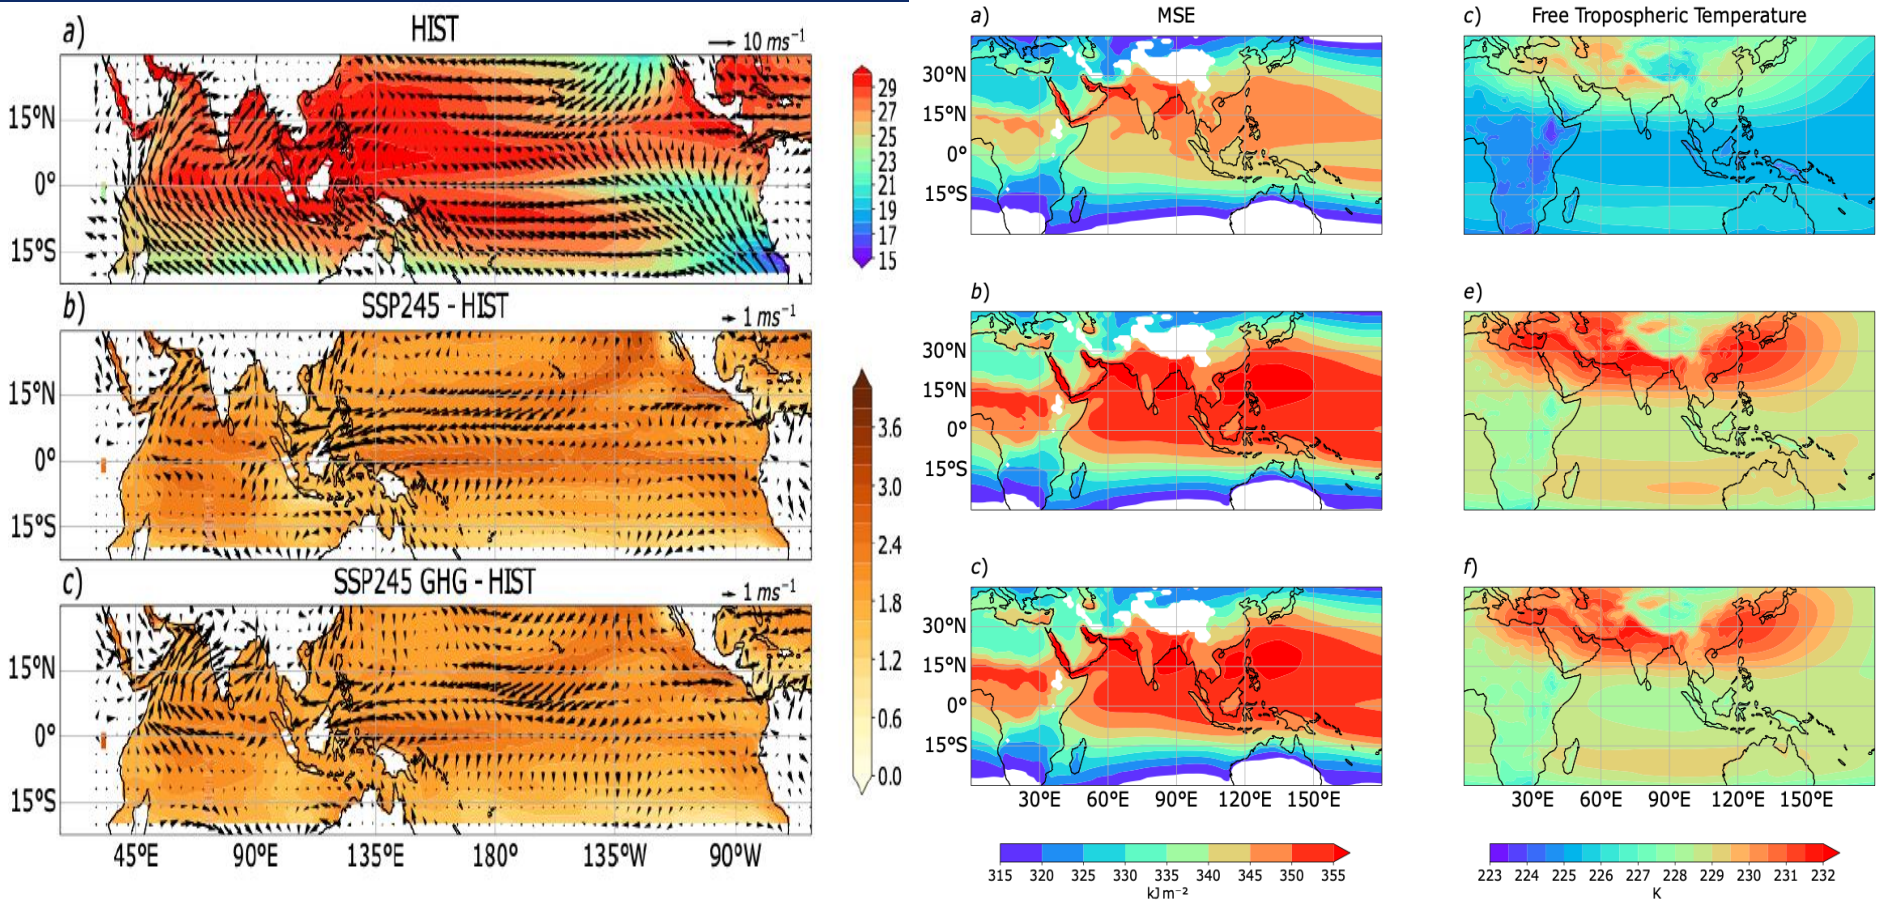 a)
HIST
10 ms⁻¹
15°N
0°
15°S
29
27
25
23
21
19
17
15
b)
SSP245 - HIST
1 ms⁻¹
15°N
0°
15°S
c)
SSP245 GHG - HIST
1 ms⁻¹
15°N
0°
15°S
45°E 90°E 135°E 180° 135°W 90°W
3.6
3.0
2.4
1.8
1.2
0.6
0.0
a)
MSE
30°N
15°N
0°
15°S
b)
30°N
15°N
0°
15°S
c)
30°N
15°N
0°
15°S
30°E 60°E 90°E 120°E 150°E
315 320 325 330 335 340 345 350 355
kJ m⁻²
c)
Free Tropospheric Temperature
e)
f)
30°E 60°E 90°E 120°E 150°E
223 224 225 226 227 228 229 230 231 232
K